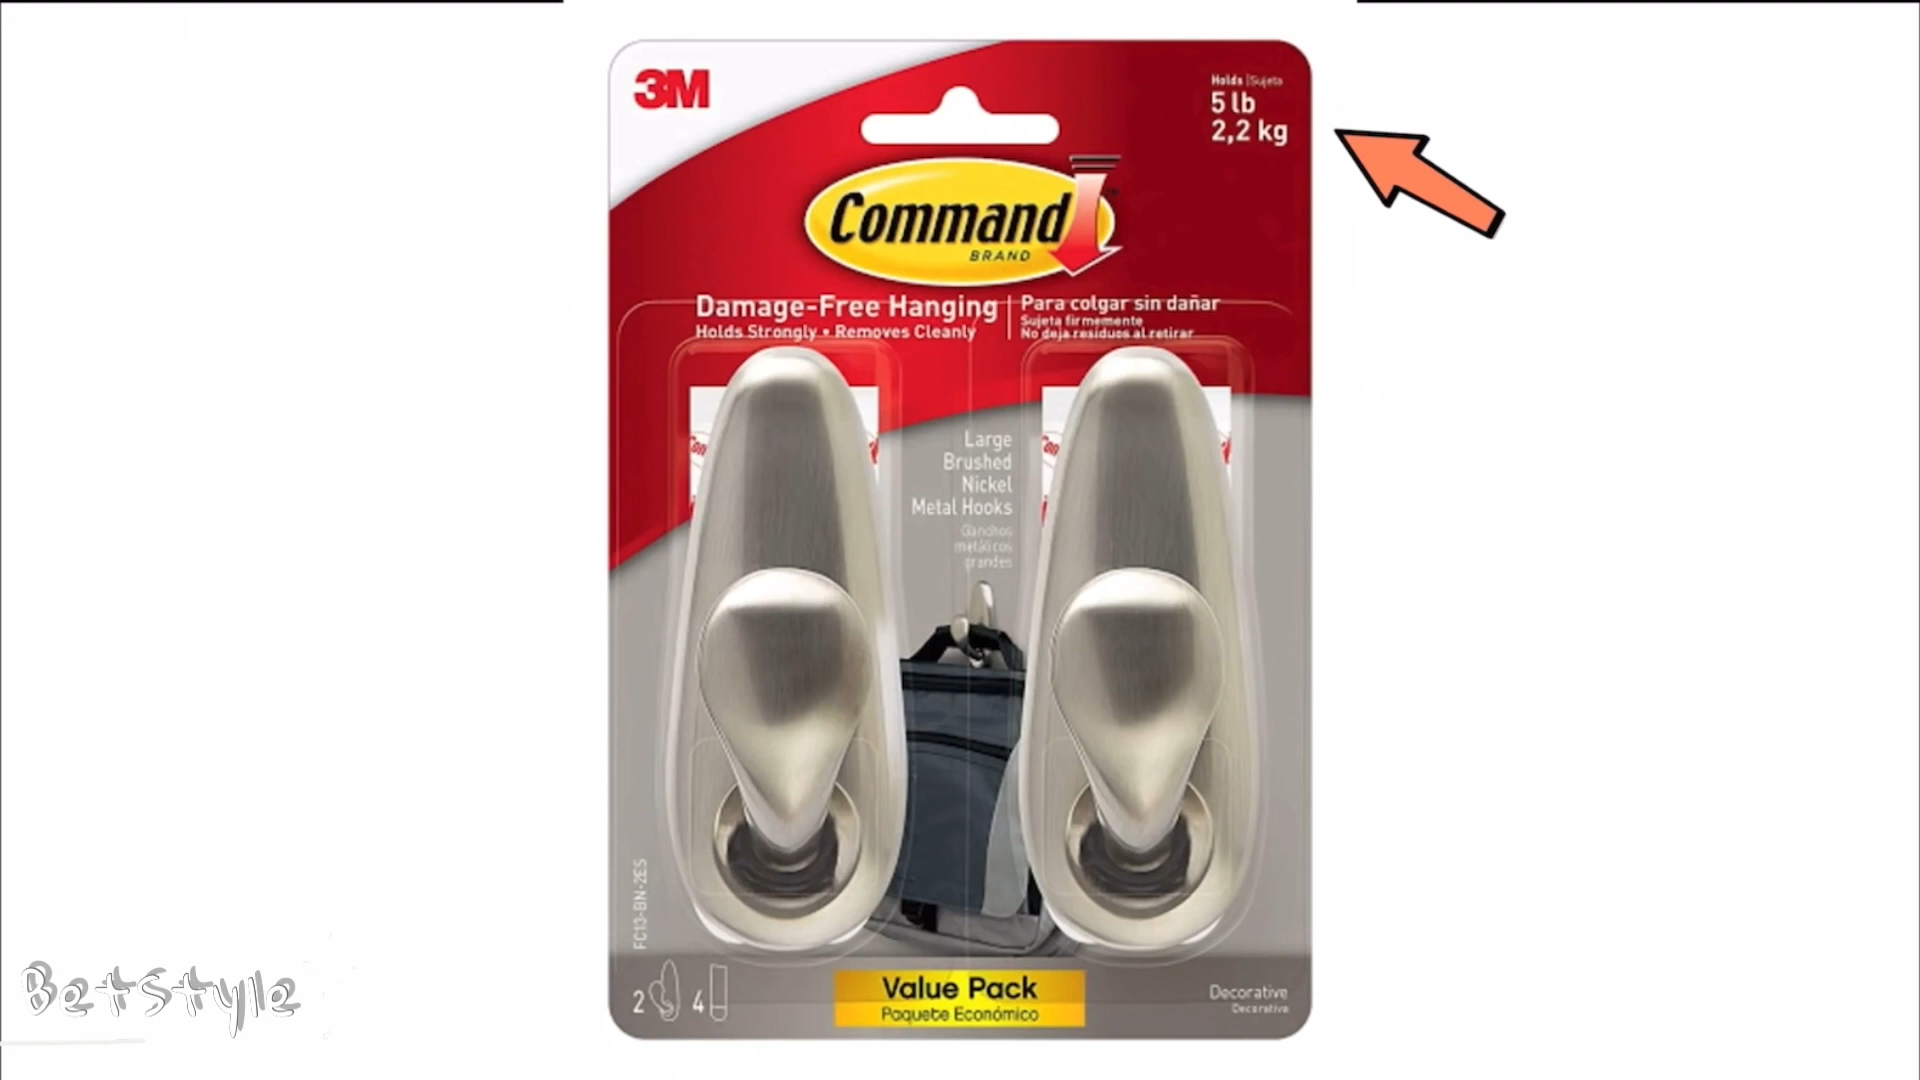 3M
Holds | Sujeta
5 lb
2,2 kg
Command
BRAND
Damage-Free Hanging
Holds Strongly • Removes Cleanly
Para colgar sin dañar
Sujeta firmemente
No deja residuos al retirar
Large
Brushed
Nickel
Metal Hooks
Ganchos
metálicos
grandes
FC13-BN-2ES
2 4
Value Pack
Paquete Económico
Decorative
Decorativa
BetStyle